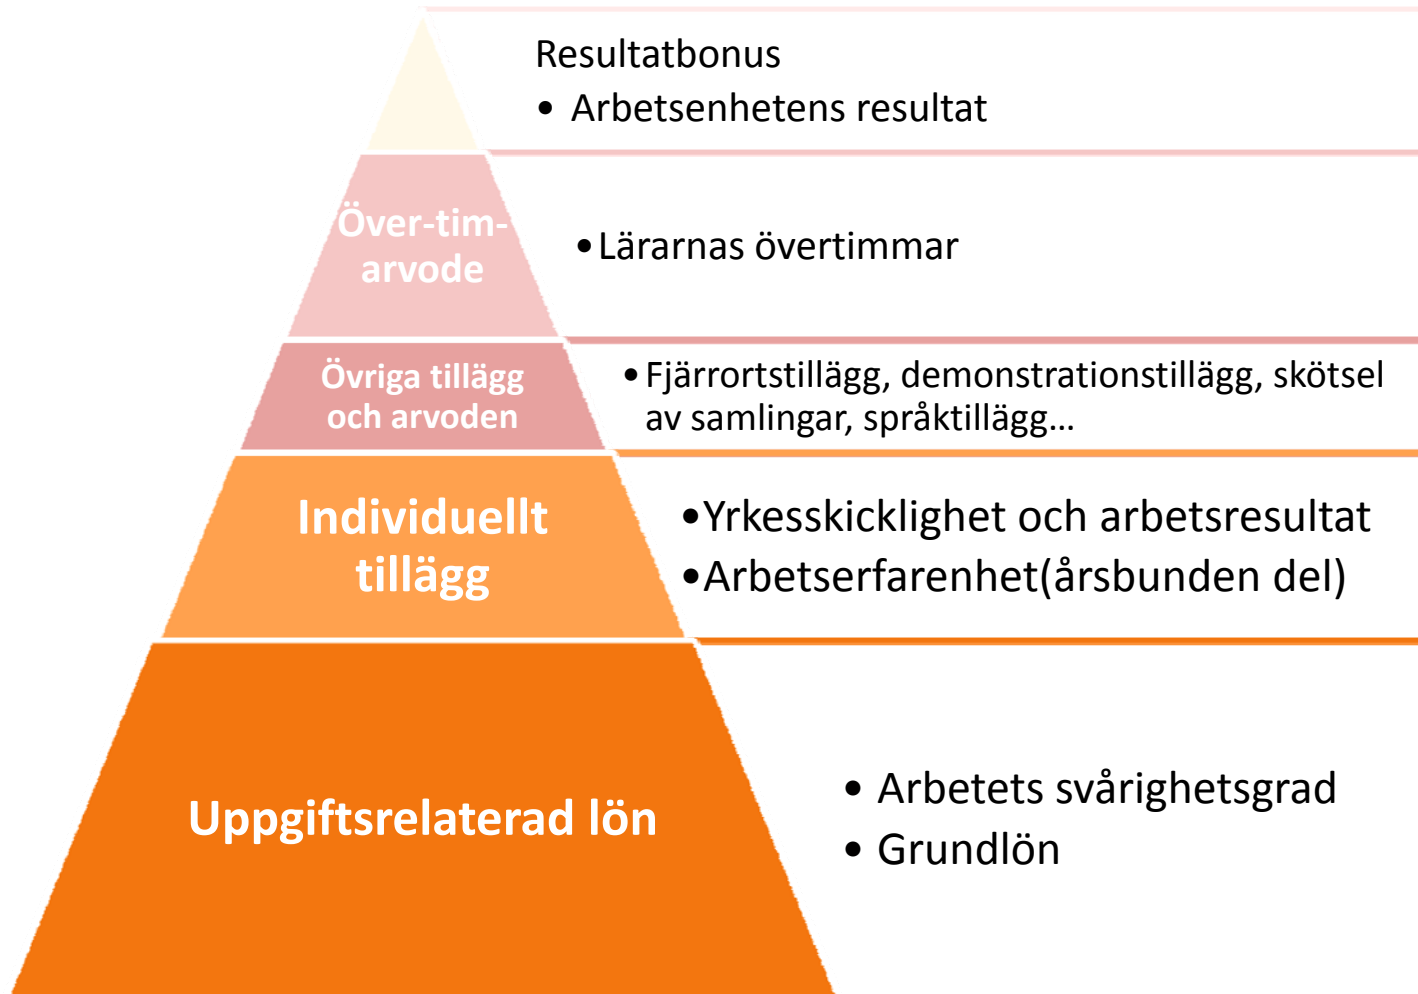 Resultatbonus
• Arbetsenhetens resultat
Över-tim-
arvode
•Lärarnas övertimmar
Övriga tillägg
och arvoden
•Fjärrortstillägg, demonstrationstillägg, skötsel
av samlingar, språktillägg...
Individuellt
tillägg
•Yrkesskicklighet och arbetsresultat
•Arbetserfarenhet(årsbunden del)
Uppgiftsrelaterad lön
• Arbetets svårighetsgrad
• Grundlön